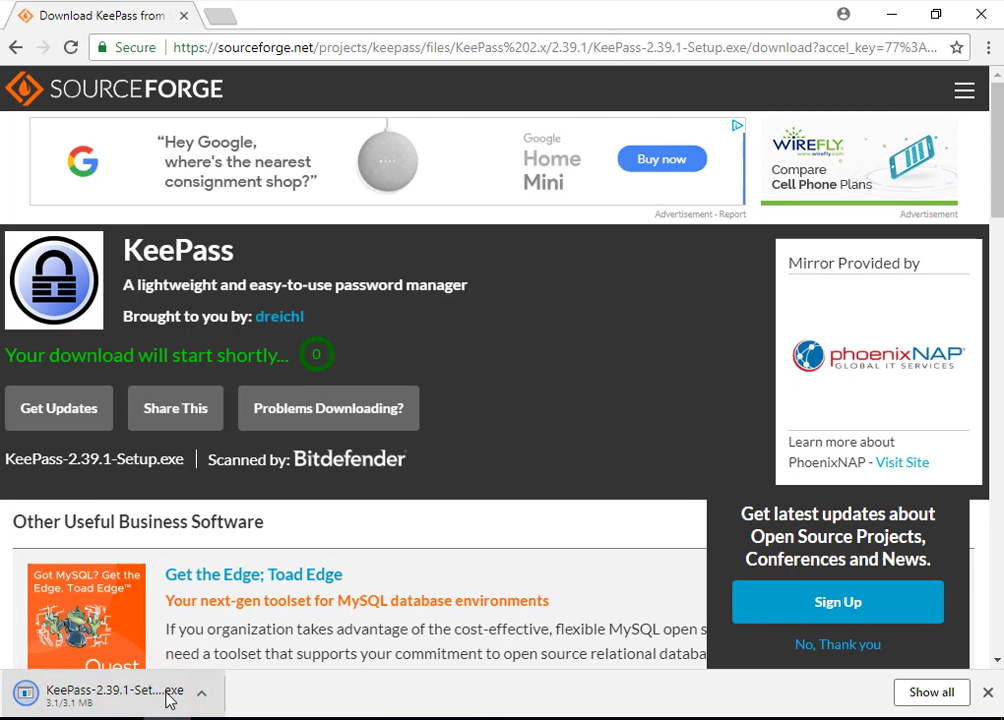 Download KeePass from
Secure
https://sourceforge.net/projects/keepass/files/KeePass%202.x/2.39.1/KeePass-2.39.1-Setup.exe/download?accel_key=77%3A...
SOURCEFORGE
“Hey Google,
where's the nearest
consignment shop?”
Google
Home
Mini
Buy now
WIREFLY
www.wirefly.com
Compare
Cell Phone Plans
Advertisement - Report
Advertisement
KeePass
A lightweight and easy-to-use password manager
Brought to you by: dreichl
Your download will start shortly... 0
Get Updates
Share This
Problems Downloading?
KeePass-2.39.1-Setup.exe
Scanned by: Bitdefender
Mirror Provided by
phoenixNAP
GLOBAL IT SERVICES
Learn more about
PhoenixNAP - Visit Site
Other Useful Business Software
Got MySQL? Get the
Edge. Toad Edge™
Quest
Get the Edge; Toad Edge
Your next-gen toolset for MySQL database environments
If you organization takes advantage of the cost-effective, flexible MySQL open s
need a toolset that supports your commitment to open source relational databa
Get latest updates about
Open Source Projects,
Conferences and News.
Sign Up
No, Thank you
KeePass-2.39.1-Set....exe
3.1/3.1 MB
Show all